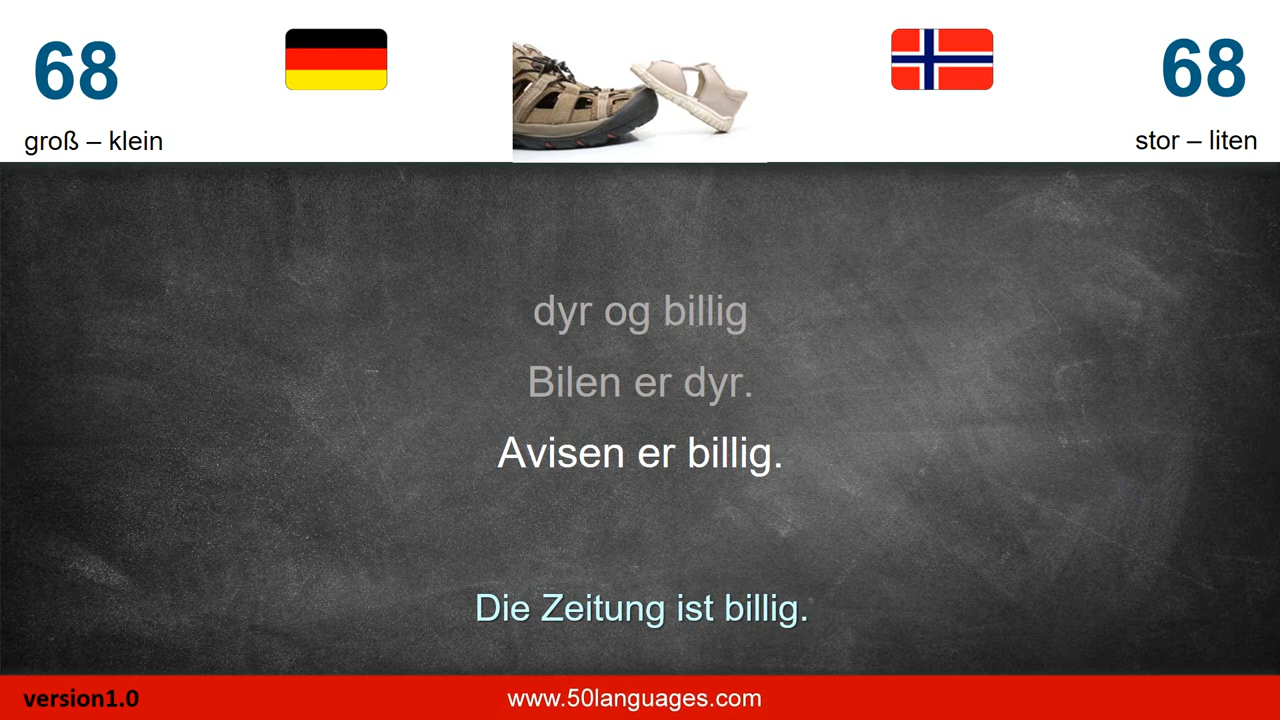 68
68
groß – klein
stor – liten
dyr og billig
Bilen er dyr.
Avisen er billig.
Die Zeitung ist billig.
version1.0
www.50languages.com